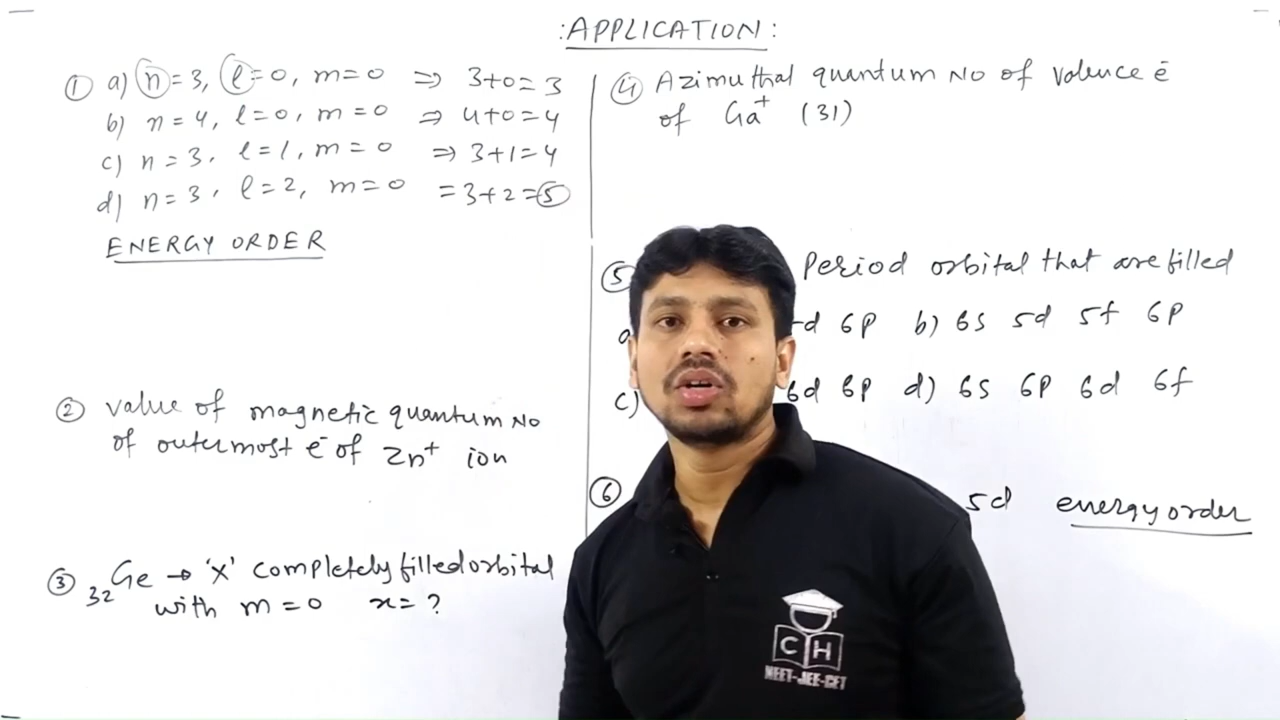 : APPLICATION :
① a) n=3, l=0, m=0 ⇒ 3+0=3
b) n=4, l=0, m=0 ⇒ 4+0=4
c) n=3, l=1, m=0 ⇒ 3+1=4
d) n=3, l=2, m=0 =3+2=5
ENERGY ORDER
② value of magnetic quantum No
of outermost e⁻ of Zn⁺ ion
③ ₃₂Ge → 'x' completely filled orbital
with m=0 x=?
④ Azimuthal quantum No of valence e⁻
of Ga⁺ (31)
⑤ Period orbital that are filled
a d 6p b) 6s 5d 5f 6p
c) 6d 6p d) 6s 6p 6d 6f
⑥ 5d energy order
C H
NEET-JEE-CET